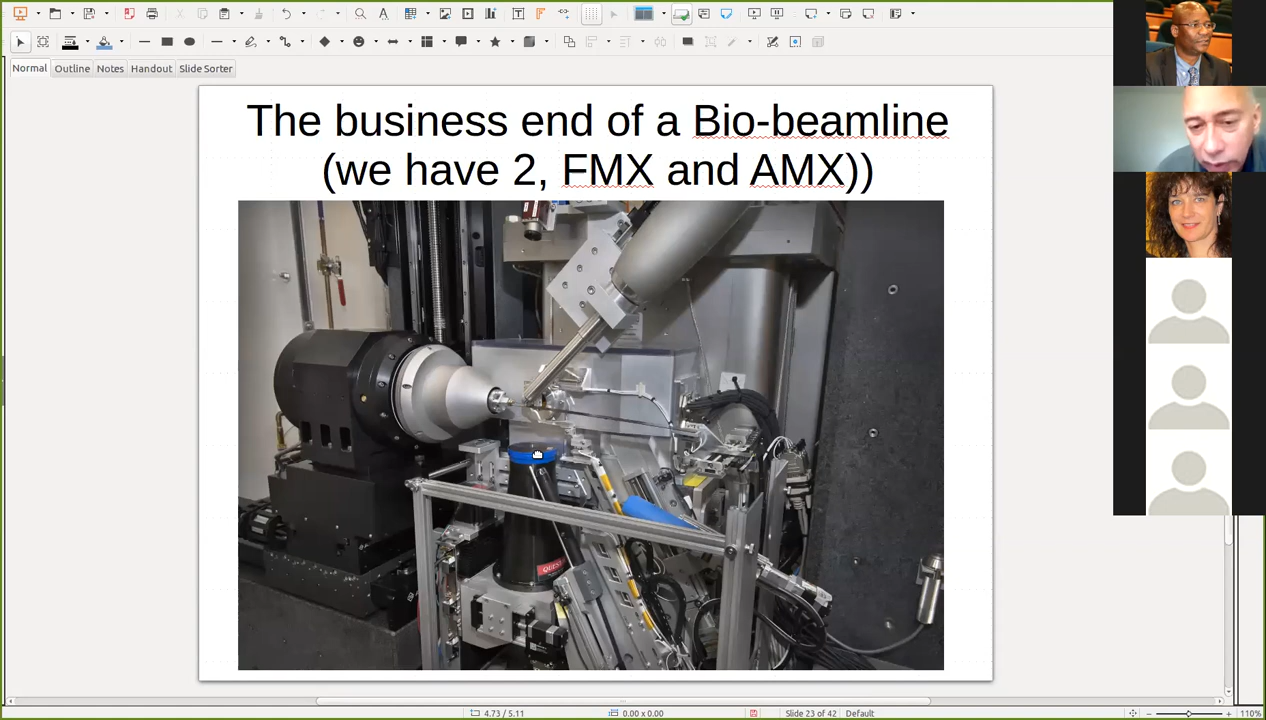 Normal Outline Notes Handout Slide Sorter
The business end of a Bio-beamline
(we have 2, FMX and AMX))
QUEST
4.73 / 5.11 0.00 x 0.00 Slide 23 of 42 Default 110%